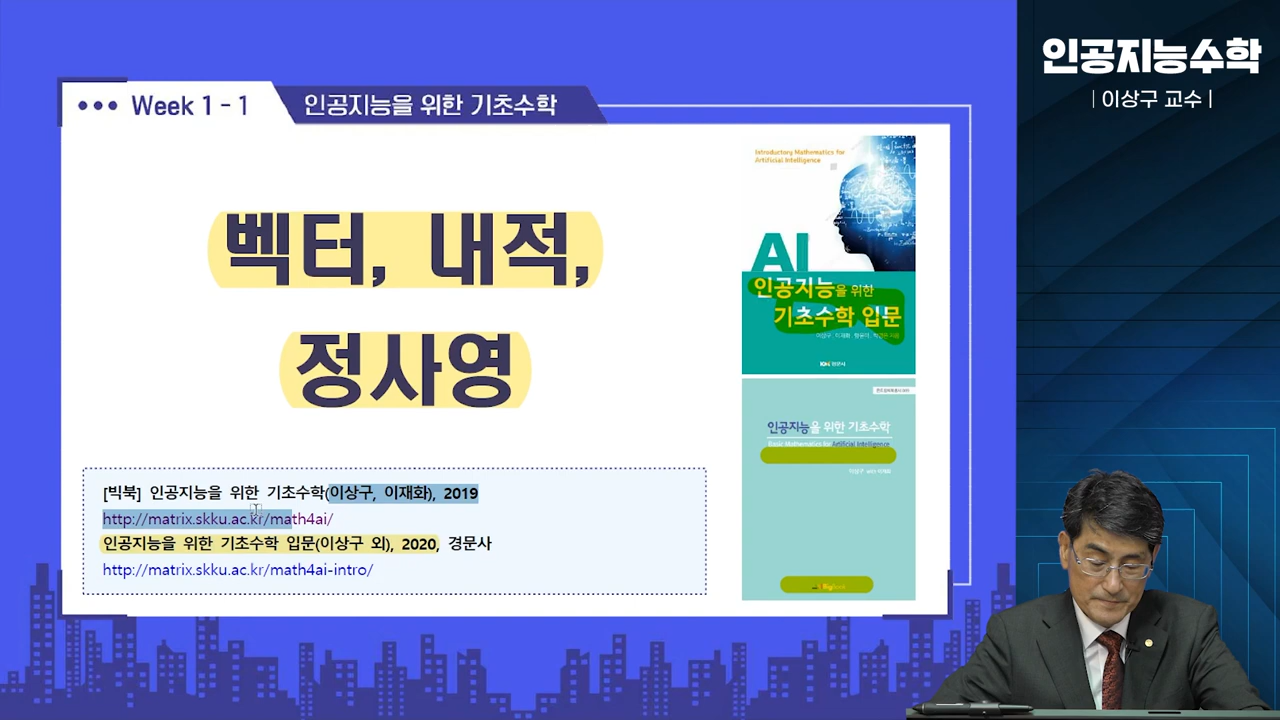 인공지능수학
| 이상구 교수 |
Week 1 - 1
인공지능을 위한 기초수학
벡터, 내적,
정사영
[빅북] 인공지능을 위한 기초수학(이상구, 이재화), 2019
http://matrix.skku.ac.kr/math4ai/
인공지능을 위한 기초수학 입문(이상구 외), 2020, 경문사
http://matrix.skku.ac.kr/math4ai-intro/
Introductory Mathematics for
Artificial Intelligence
AI
인공지능을 위한
기초수학 입문
경문사
인공지능을 위한 기초수학
Basic Mathematics for Artificial Intelligence